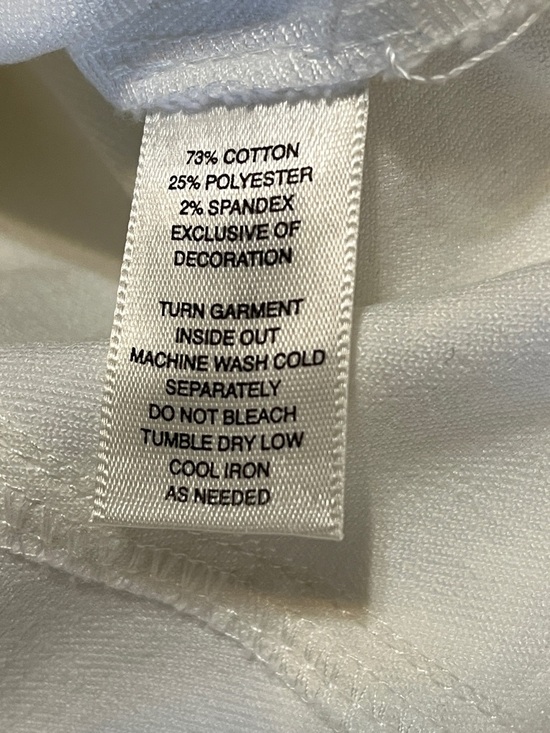 73% COTTON
25% POLYESTER
2% SPANDEX
EXCLUSIVE OF
DECORATION
TURN GARMENT
INSIDE OUT
MACHINE WASH COLD
SEPARATELY
DO NOT BLEACH
TUMBLE DRY LOW
COOL IRON
AS NEEDED